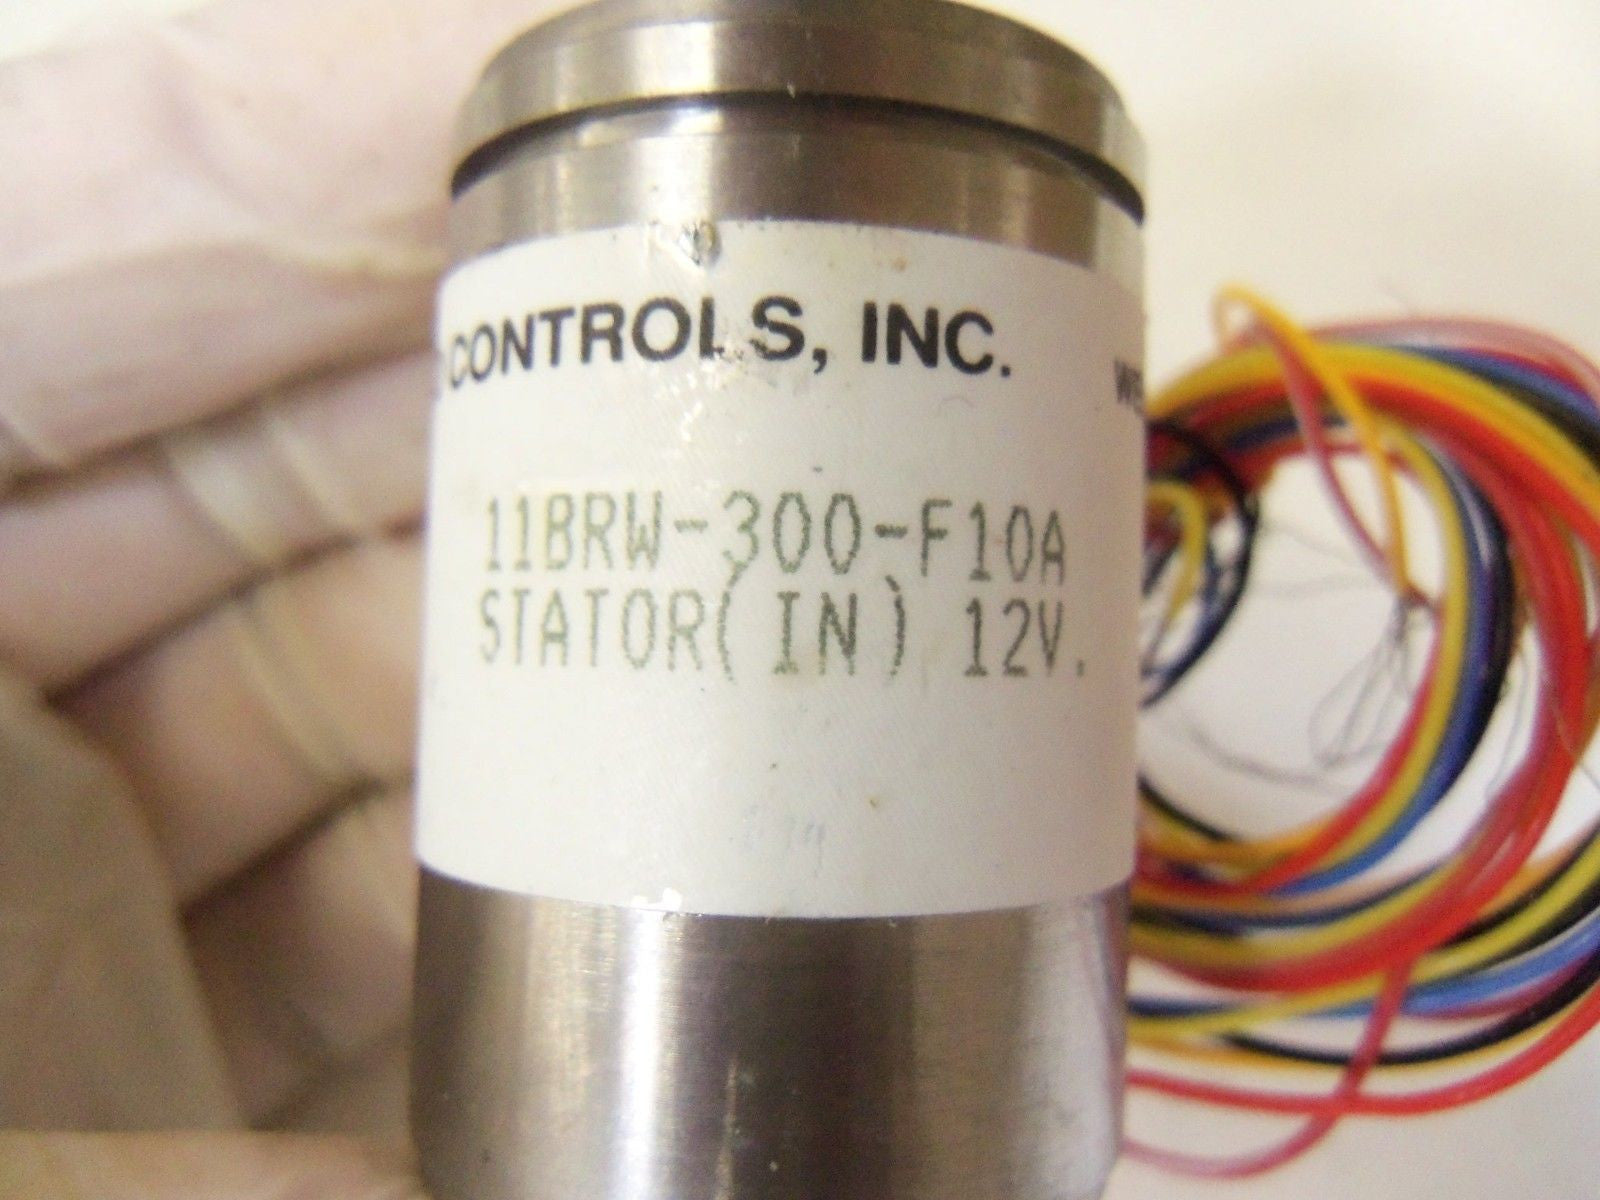 CONTROLS, INC.
11BRW-300-F10A
STATOR(IN) 12V.